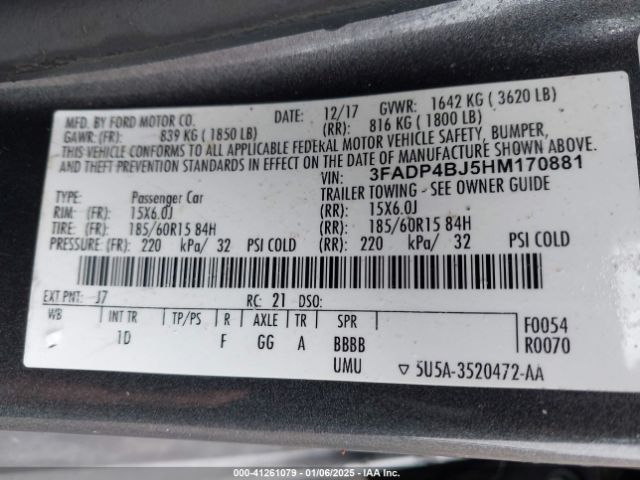 MFD. BY FORD MOTOR CO. DATE: 12/17 GVWR: 1642 KG ( 3620 LB)
GAWR: (FR): 839 KG ( 1850 LB) (RR): 816 KG ( 1800 LB)
THIS VEHICLE CONFORMS TO ALL APPLICABLE FEDERAL MOTOR VEHICLE SAFETY, BUMPER,
AND THEFT PREVENTION STANDARDS IN EFFECT ON THE DATE OF MANUFACTURE SHOWN ABOVE.
VIN: 3FADP4BJ5HM170881
TYPE: Passenger Car TRAILER TOWING - SEE OWNER GUIDE
RIM: (FR): 15X6.0J (RR): 15X6.0J
TIRE: (FR): 185/60R15 84H (RR): 185/60R15 84H
PRESSURE (FR): 220 kPa/ 32 PSI COLD (RR): 220 kPa/ 32 PSI COLD
EXT PNT: J7 RC: 21 DSO:
WB INT TR TP/PS R AXLE TR SPR F0054
1D F GG A BBBB R0070
UMU ▽ 5U5A-3520472-AA
000-41261079 - 01/06/2025 - IAA Inc.